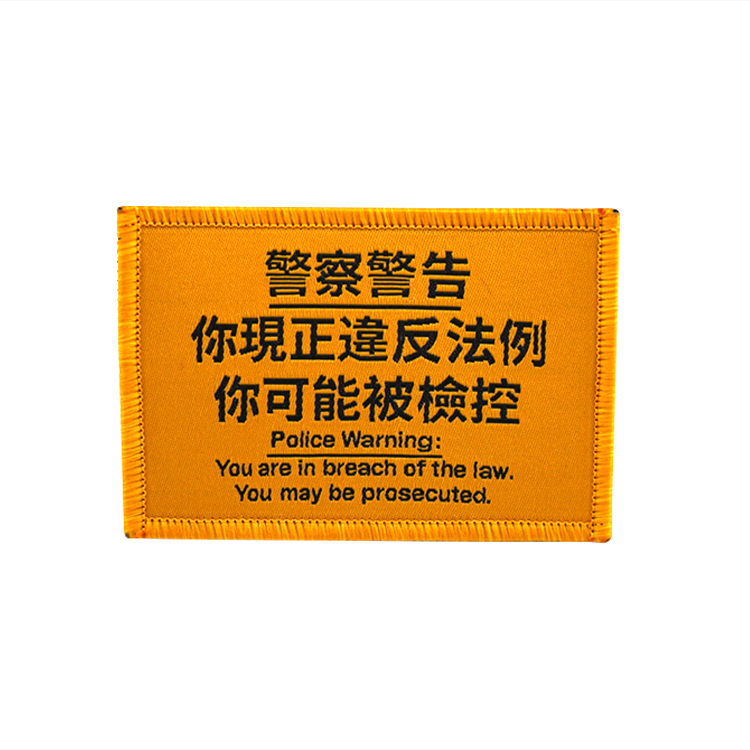 警察警告
你現正違反法例
你可能被檢控
Police Warning:
You are in breach of the law.
You may be prosecuted.